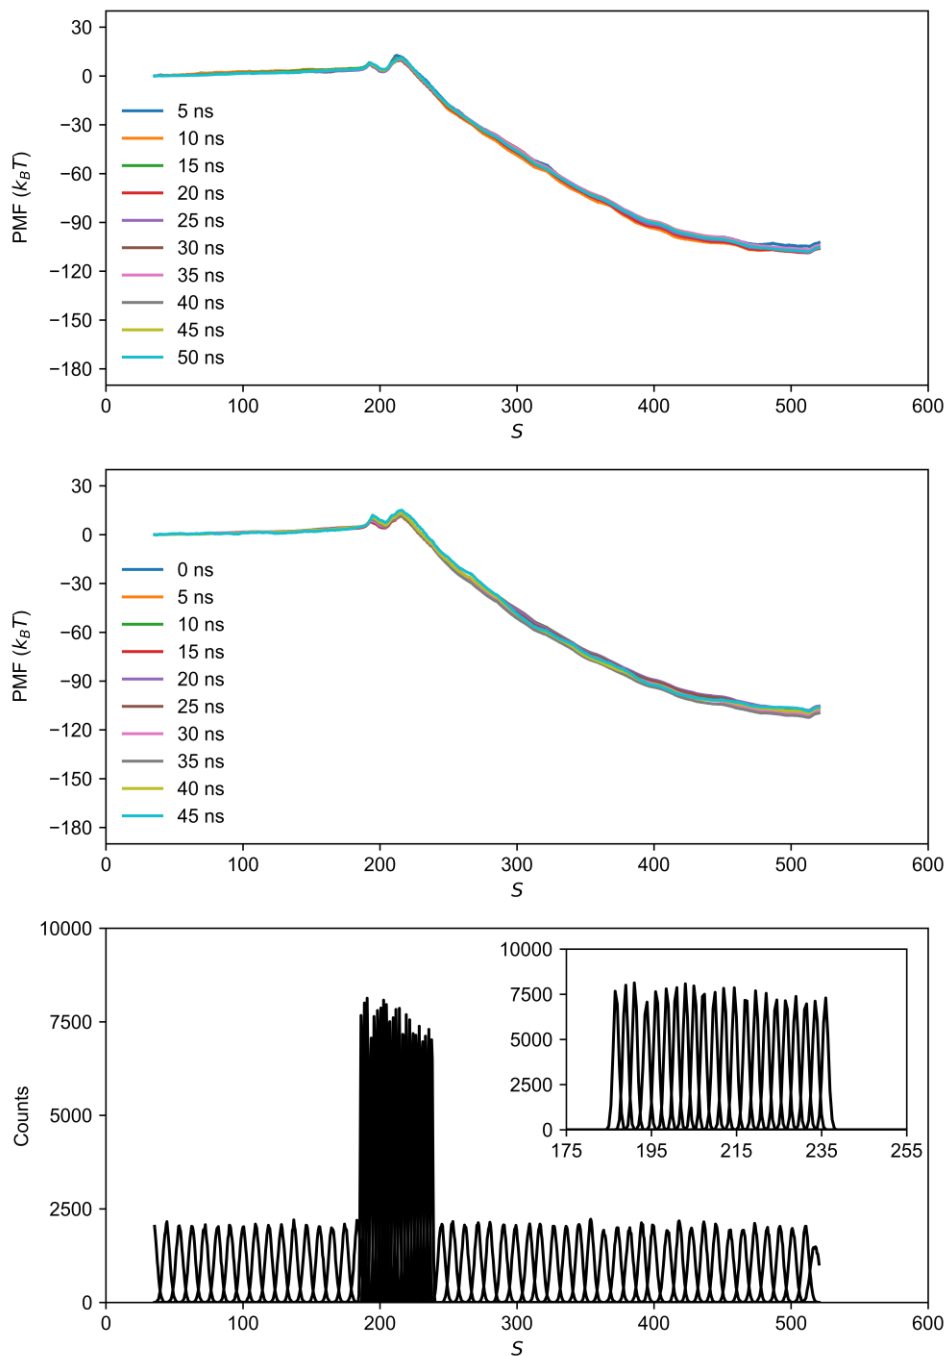 30
0
−30
−60
−90
−120
−150
−180
PMF (k_BT)
5 ns
10 ns
15 ns
20 ns
25 ns
30 ns
35 ns
40 ns
45 ns
50 ns
0 100 200 300 400 500 600
S
30
0
−30
−60
−90
−120
−150
−180
PMF (k_BT)
0 ns
5 ns
10 ns
15 ns
20 ns
25 ns
30 ns
35 ns
40 ns
45 ns
0 100 200 300 400 500 600
S
10000
7500
5000
2500
0
Counts
10000
7500
5000
2500
0
175 195 215 235 255
0 100 200 300 400 500 600
S